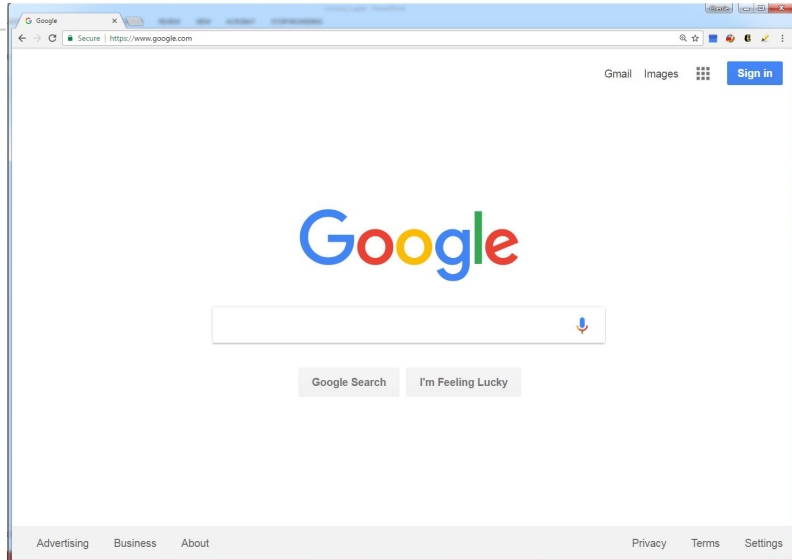 Google
Secure | https://www.google.com
Gmail Images Sign in
Google
Google Search I'm Feeling Lucky
Advertising Business About Privacy Terms Settings